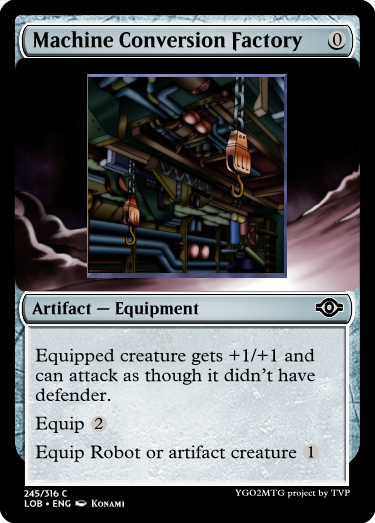 Machine Conversion Factory 0
Artifact — Equipment
Equipped creature gets +1/+1 and
can attack as though it didn't have
defender.
Equip 2
Equip Robot or artifact creature 1
245/316 C
LOB • ENG Konami
YGO2MTG project by TVP